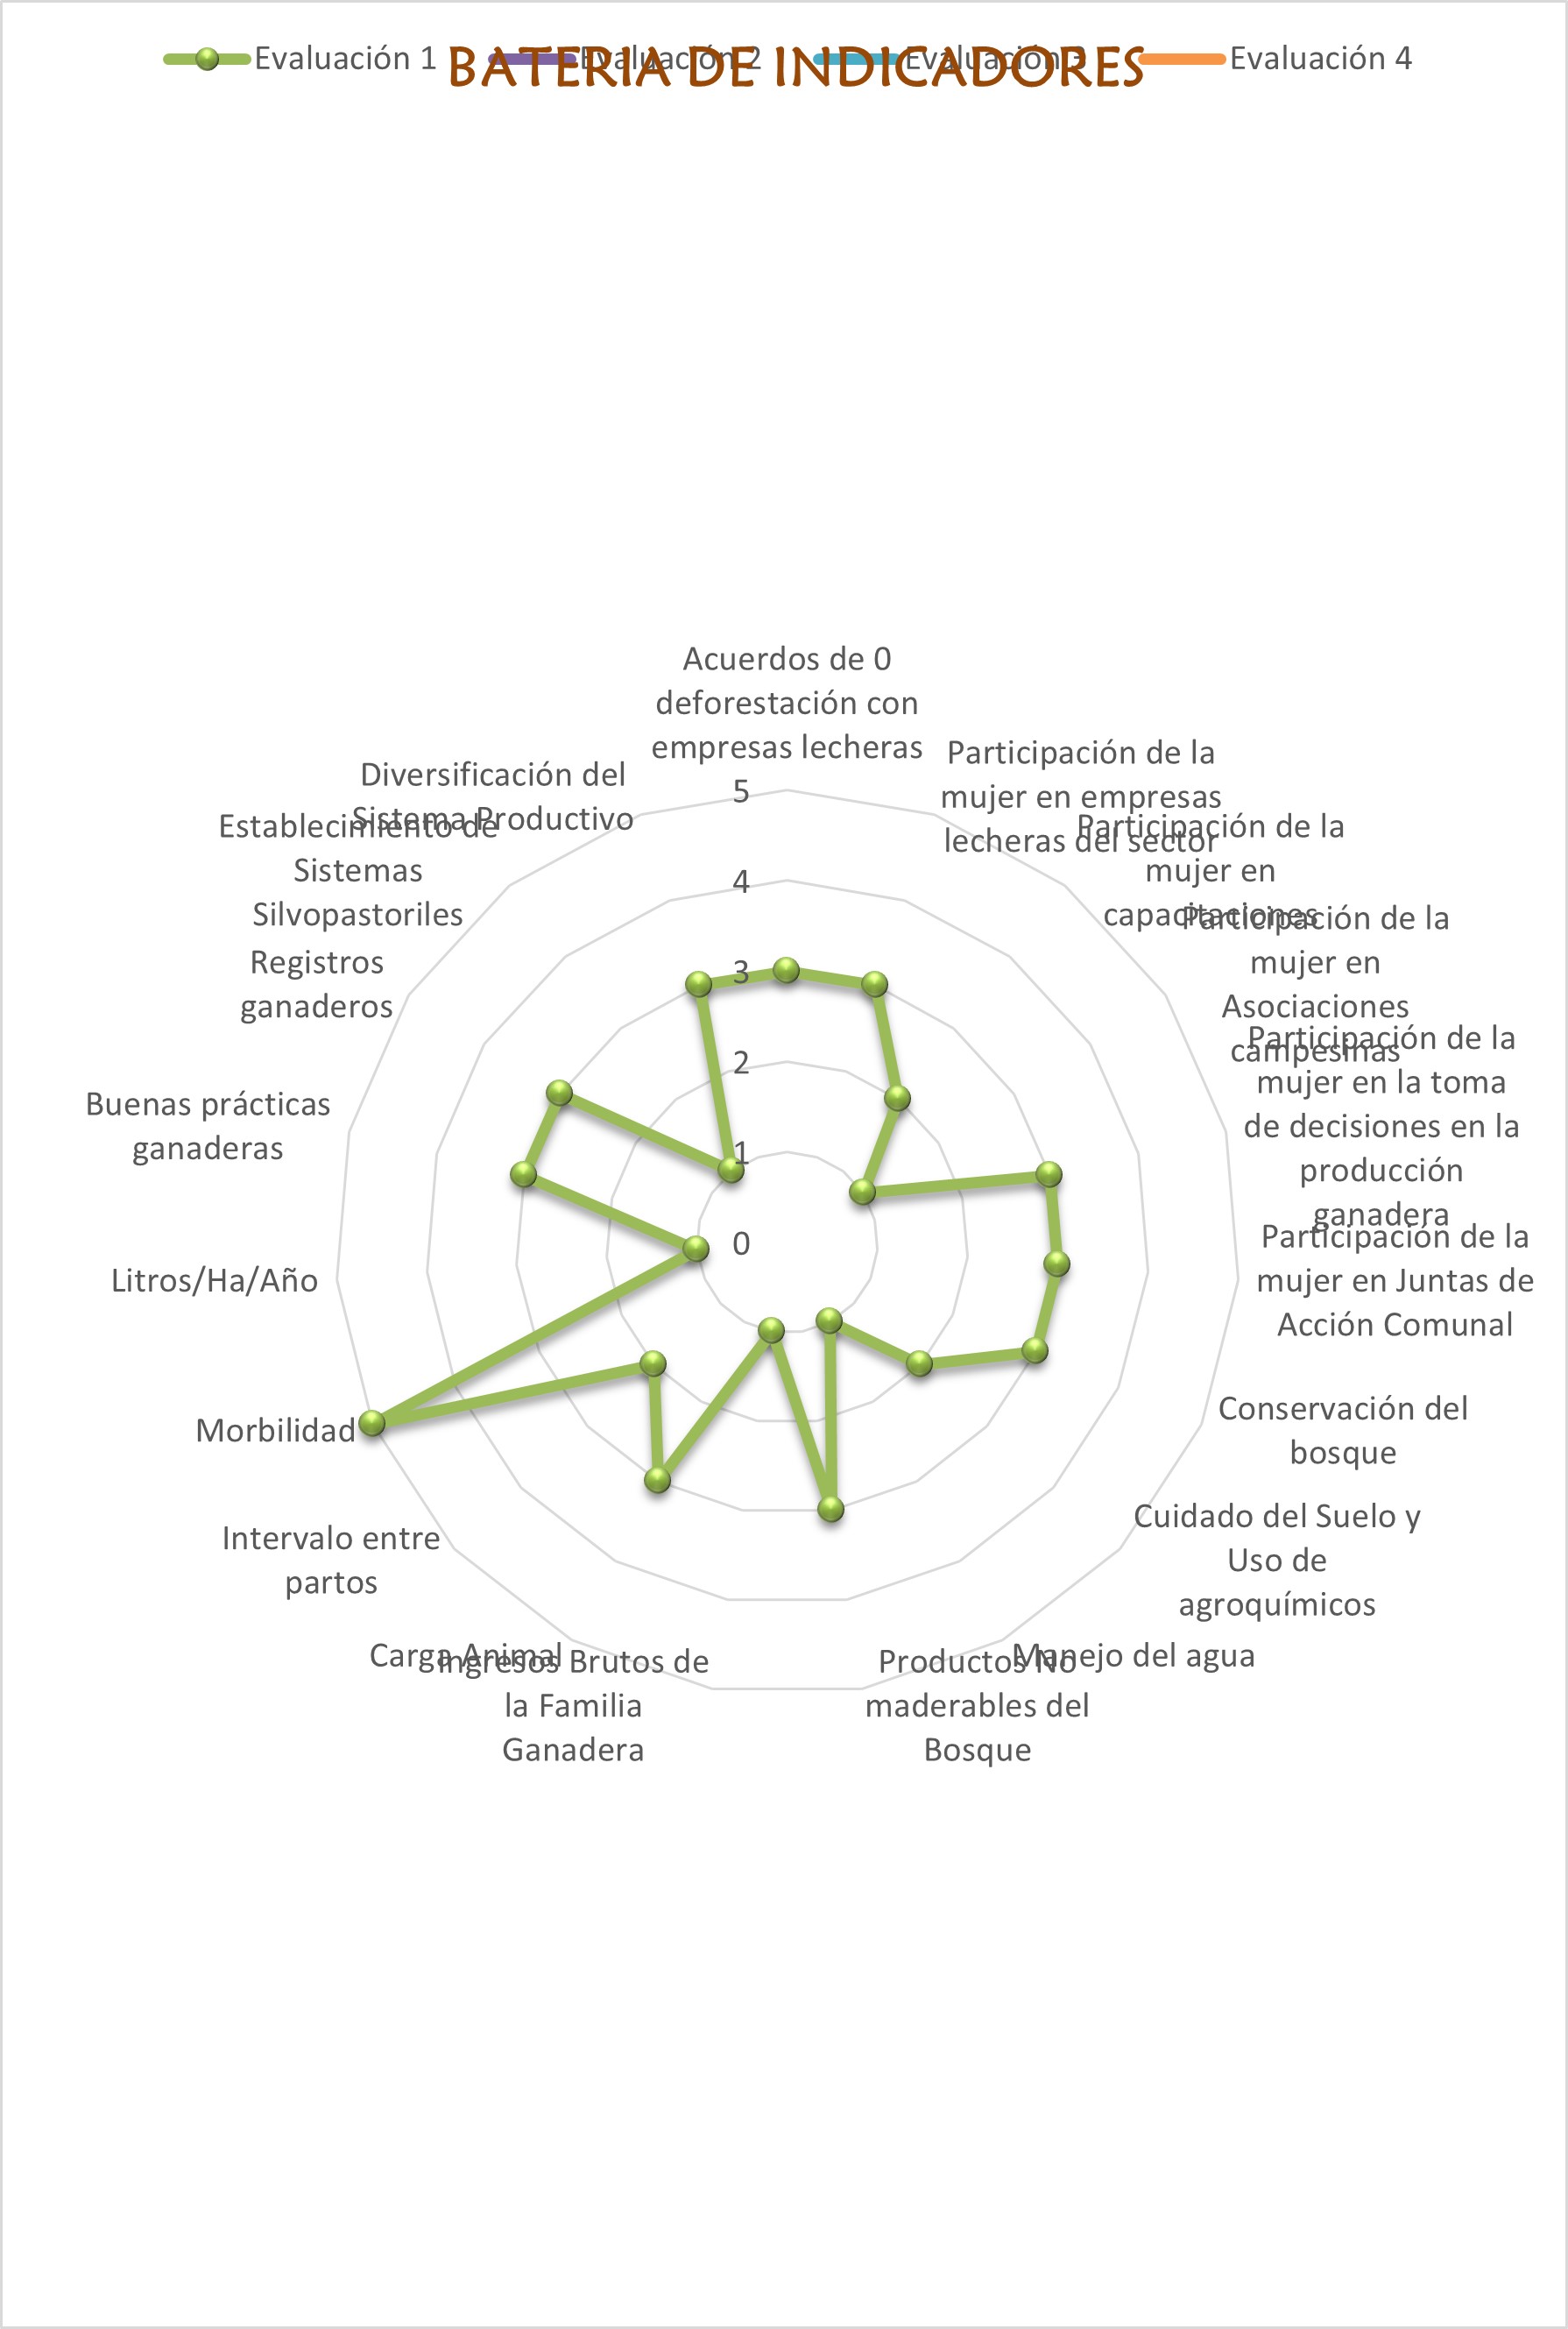 BATERIA DE INDICADORES
Evaluación 1
Evaluación 2
Evaluación 3
Evaluación 4
Acuerdos de 0
deforestación con
empresas lecheras
Participación de la
mujer en empresas
lecheras del sector
Participación de la
mujer en
capacitaciones
Participación de la
mujer en
Asociaciones
campesinas
Participación de la
mujer en la toma
de decisiones en la
producción
ganadera
Participación de la
mujer en Juntas de
Acción Comunal
Conservación del
bosque
Cuidado del Suelo y
Uso de
agroquímicos
Manejo del agua
Productos No
maderables del
Bosque
Ingresos Brutos de
la Familia
Ganadera
Carga Animal
Intervalo entre
partos
Morbilidad
Litros/Ha/Año
Buenas prácticas
ganaderas
Registros
ganaderos
Establecimiento de
Sistemas
Silvopastoriles
Diversificación del
Sistema Productivo
5
4
3
2
1
0